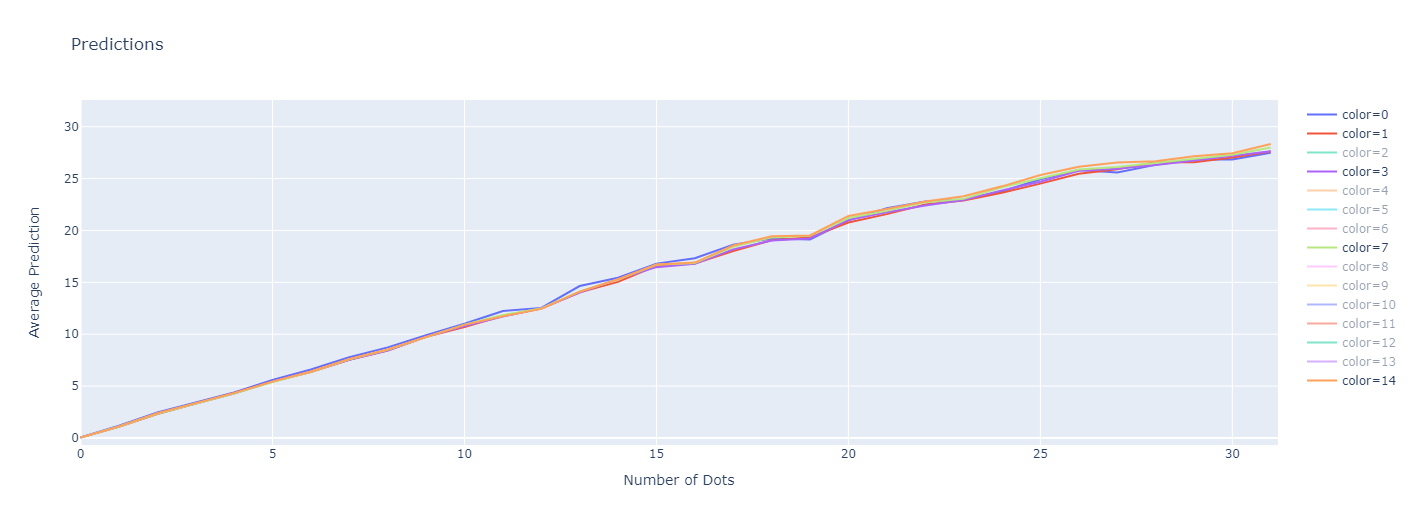 Predictions
30
25
20
15
10
5
0
Average Prediction
0 5 10 15 20 25 30
Number of Dots
color=0
color=1
color=2
color=3
color=4
color=5
color=6
color=7
color=8
color=9
color=10
color=11
color=12
color=13
color=14